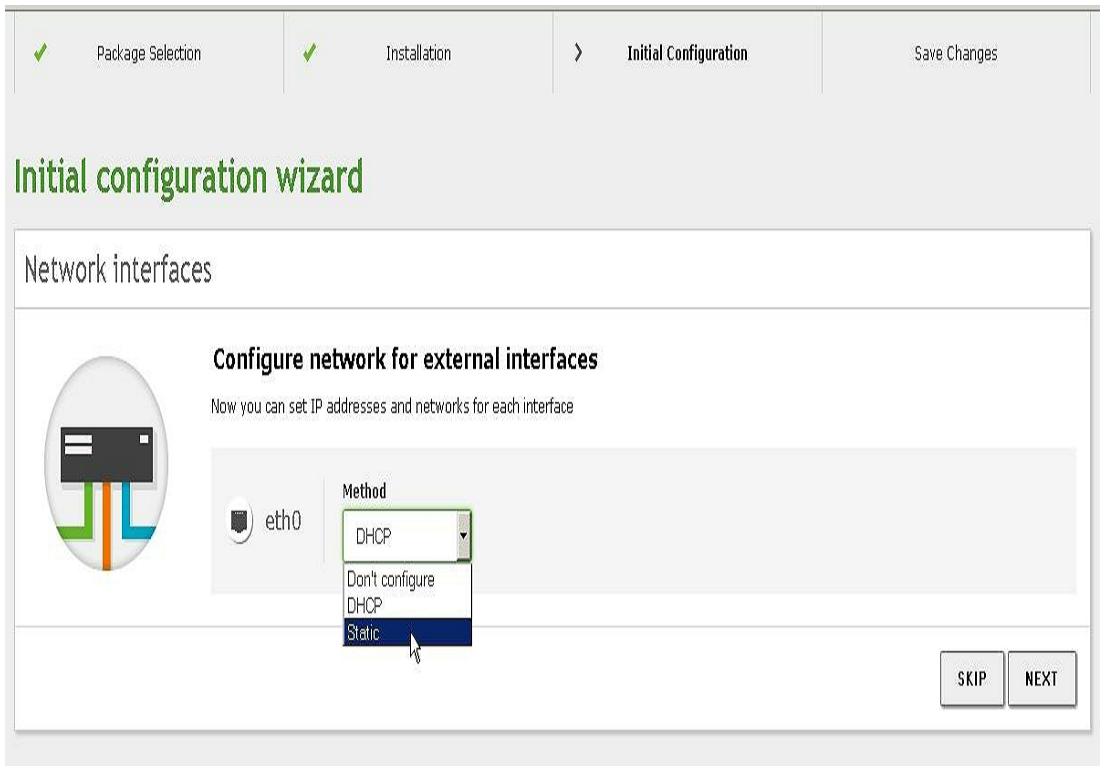 Package Selection
Installation
Initial Configuration
Save Changes
Initial configuration wizard
Network interfaces
Configure network for external interfaces
Now you can set IP addresses and networks for each interface
Method
eth0
DHCP
Don't configure
DHCP
Static
SKIP
NEXT